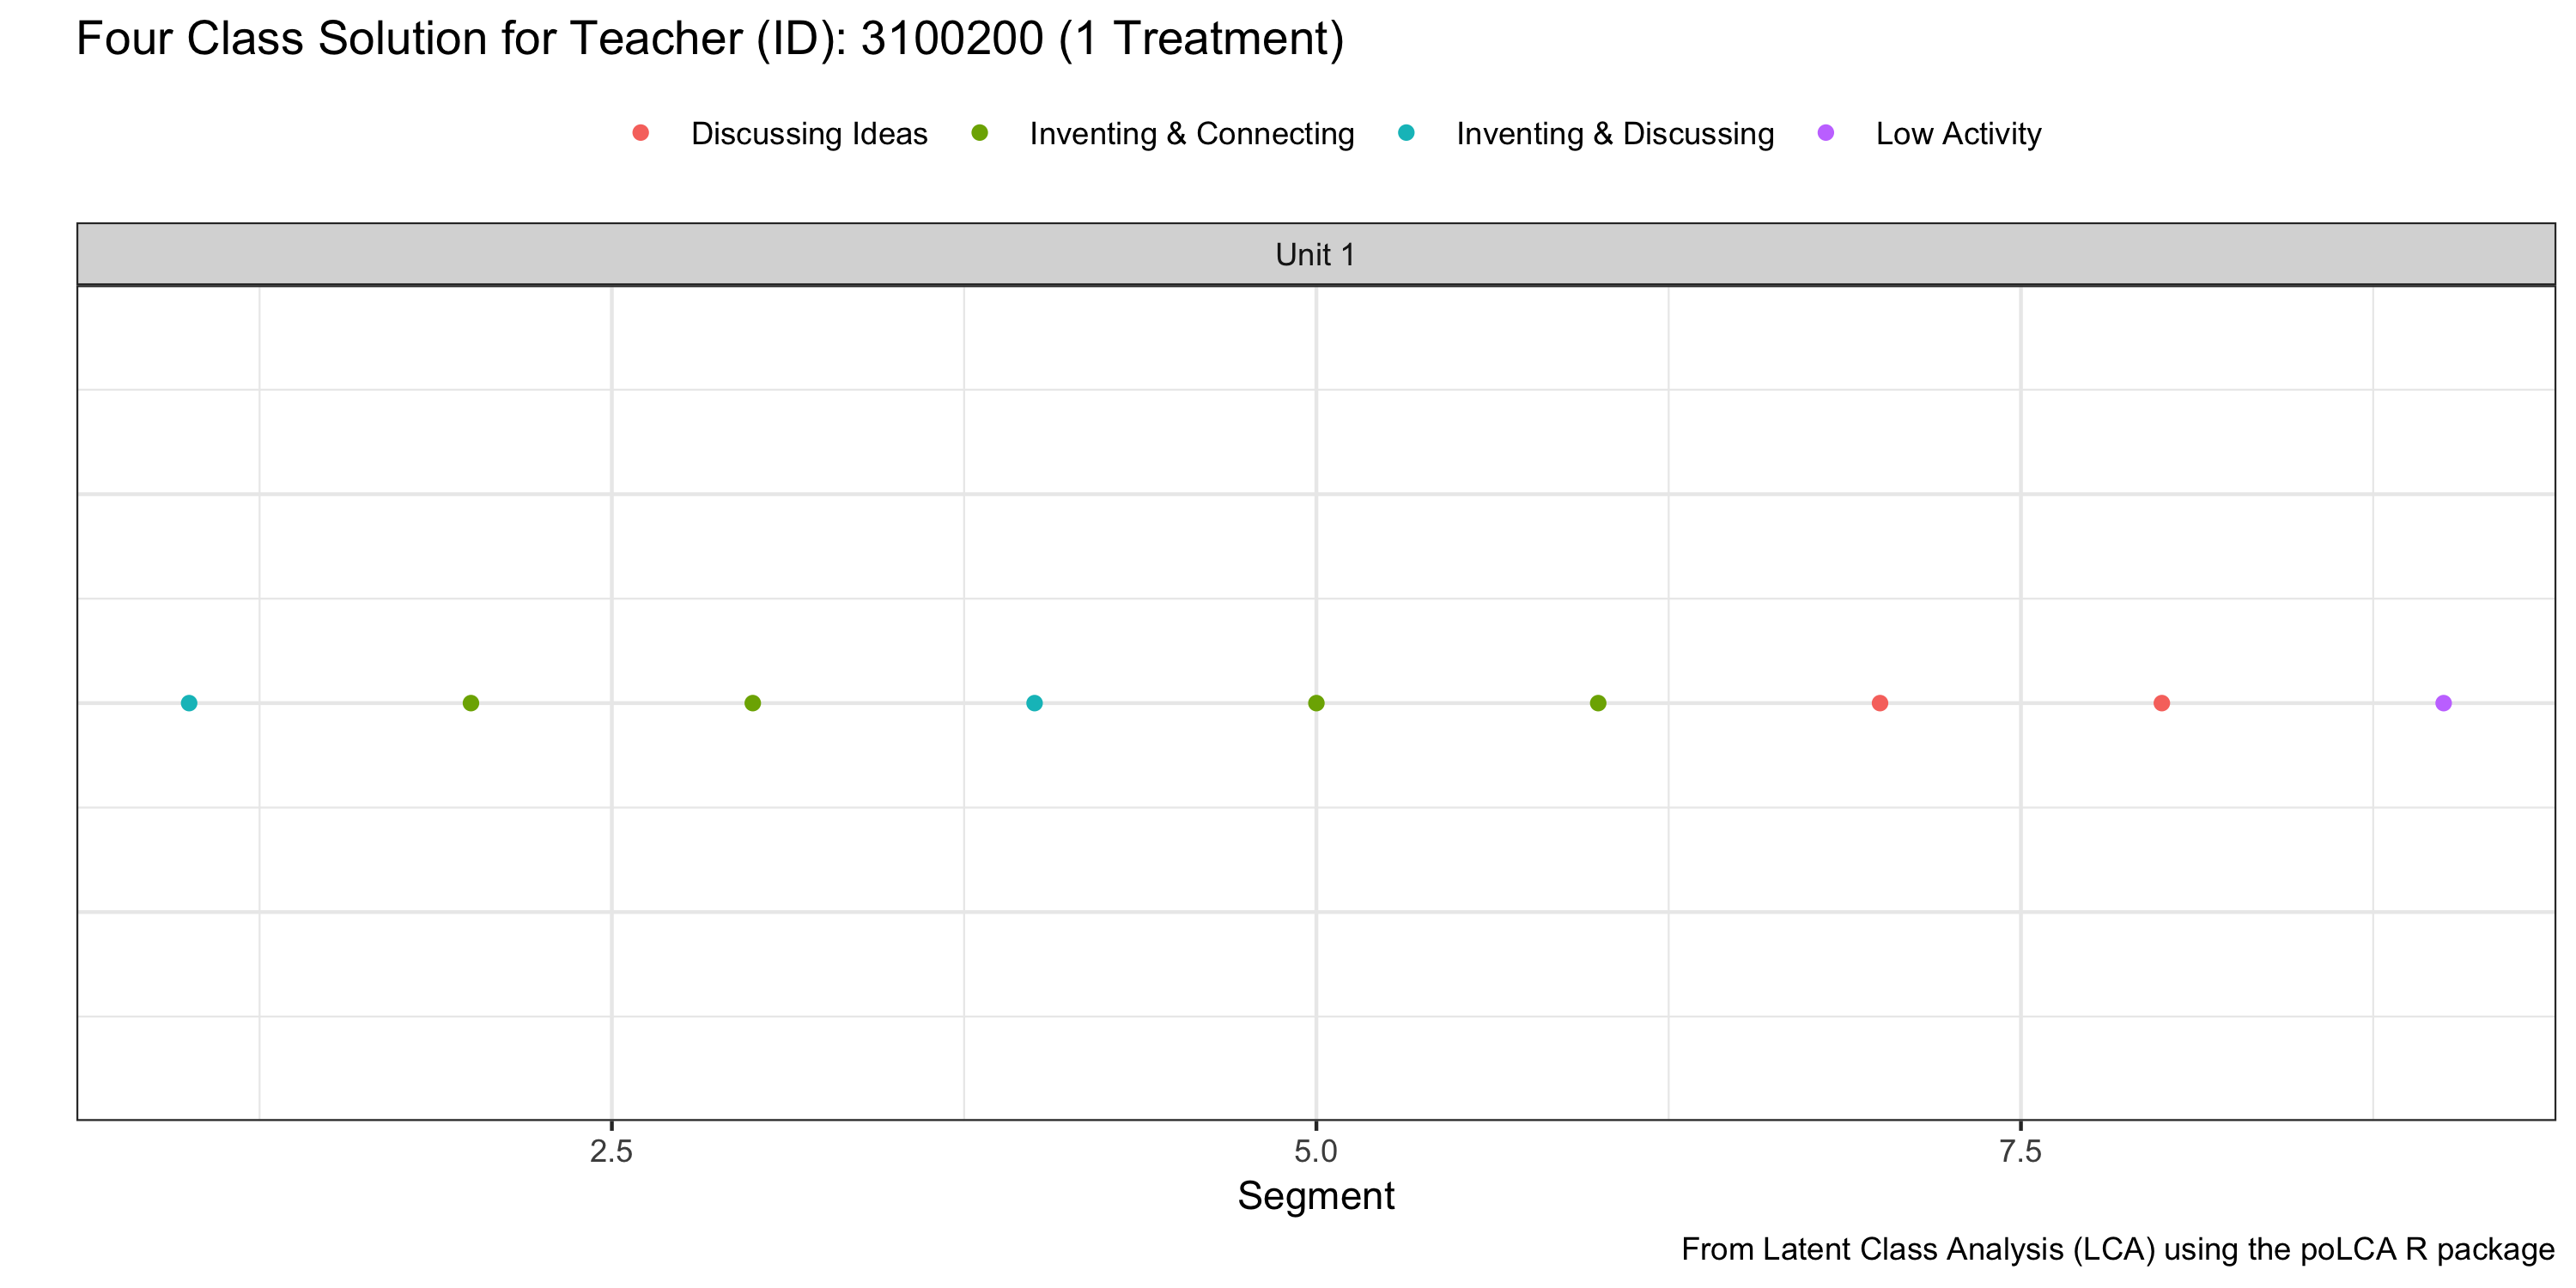 Four Class Solution for Teacher (ID): 3100200 (1 Treatment)
Discussing Ideas Inventing & Connecting Inventing & Discussing Low Activity
Unit 1
2.5 5.0 7.5
Segment
From Latent Class Analysis (LCA) using the poLCA R package